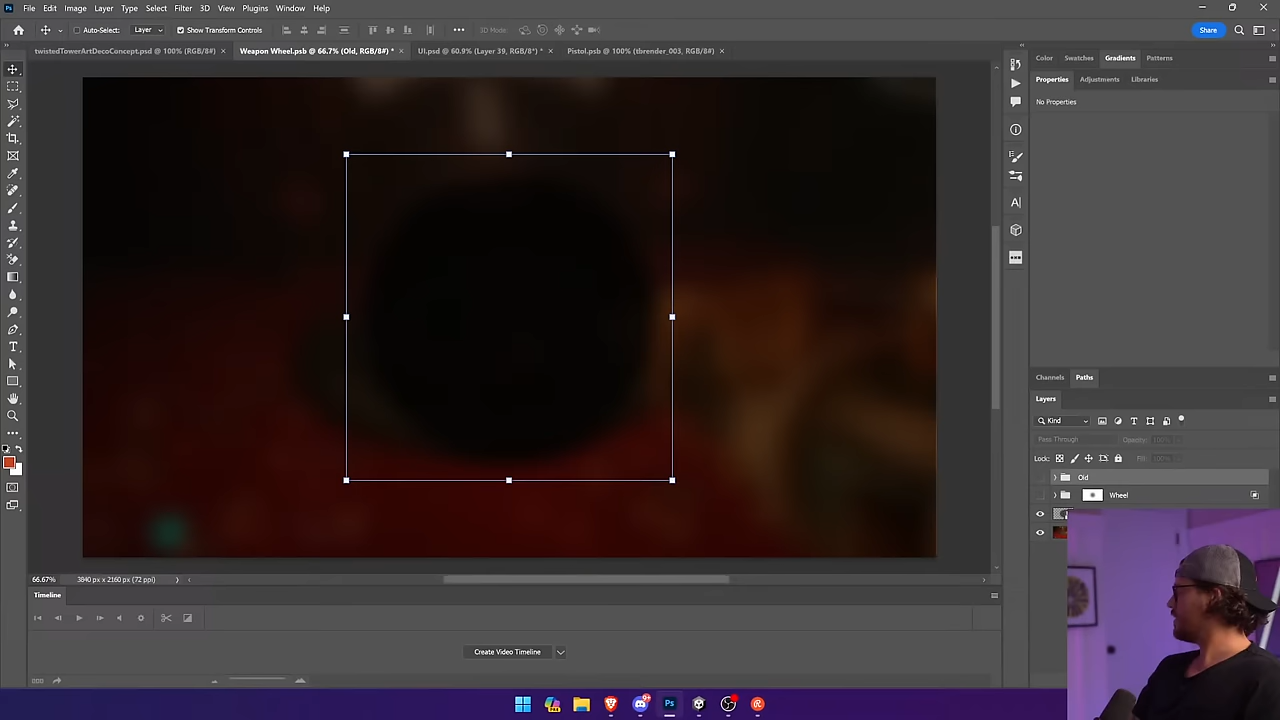 Ps File Edit Image Layer Type Select Filter 3D View Plugins Window Help
Auto-Select: Layer Show Transform Controls ••• 3D Mode: Share
twistedTowerArtDecoConcept.psd @ 100% (RGB/8#) × Weapon Wheel.psb @ 66.7% (Old, RGB/8#) * × UI.psd @ 60.9% (Layer 39, RGB/8*) * × Pistol.psb @ 100% (tbrender_003, RGB/8#) ×
Color Swatches Gradients Patterns
Properties Adjustments Libraries
No Properties
Channels Paths
Layers
Kind
Pass Through Opacity: 100%
Lock: Fill: 100%
Old
Wheel
66.67% 3840 px x 2160 px (72 ppi)
Timeline
Create Video Timeline
Ps